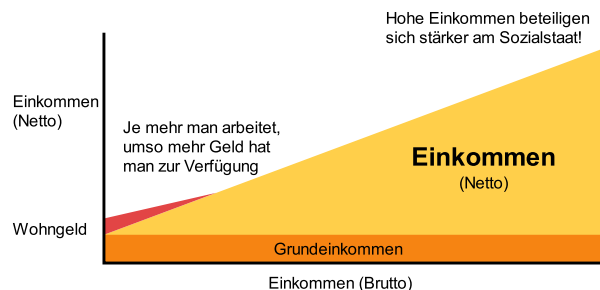 Hohe Einkommen beteiligen
sich stärker am Sozialstaat!
Einkommen
(Netto)
Je mehr man arbeitet,
umso mehr Geld hat
man zur Verfügung
Einkommen
(Netto)
Wohngeld
Grundeinkommen
Einkommen (Brutto)